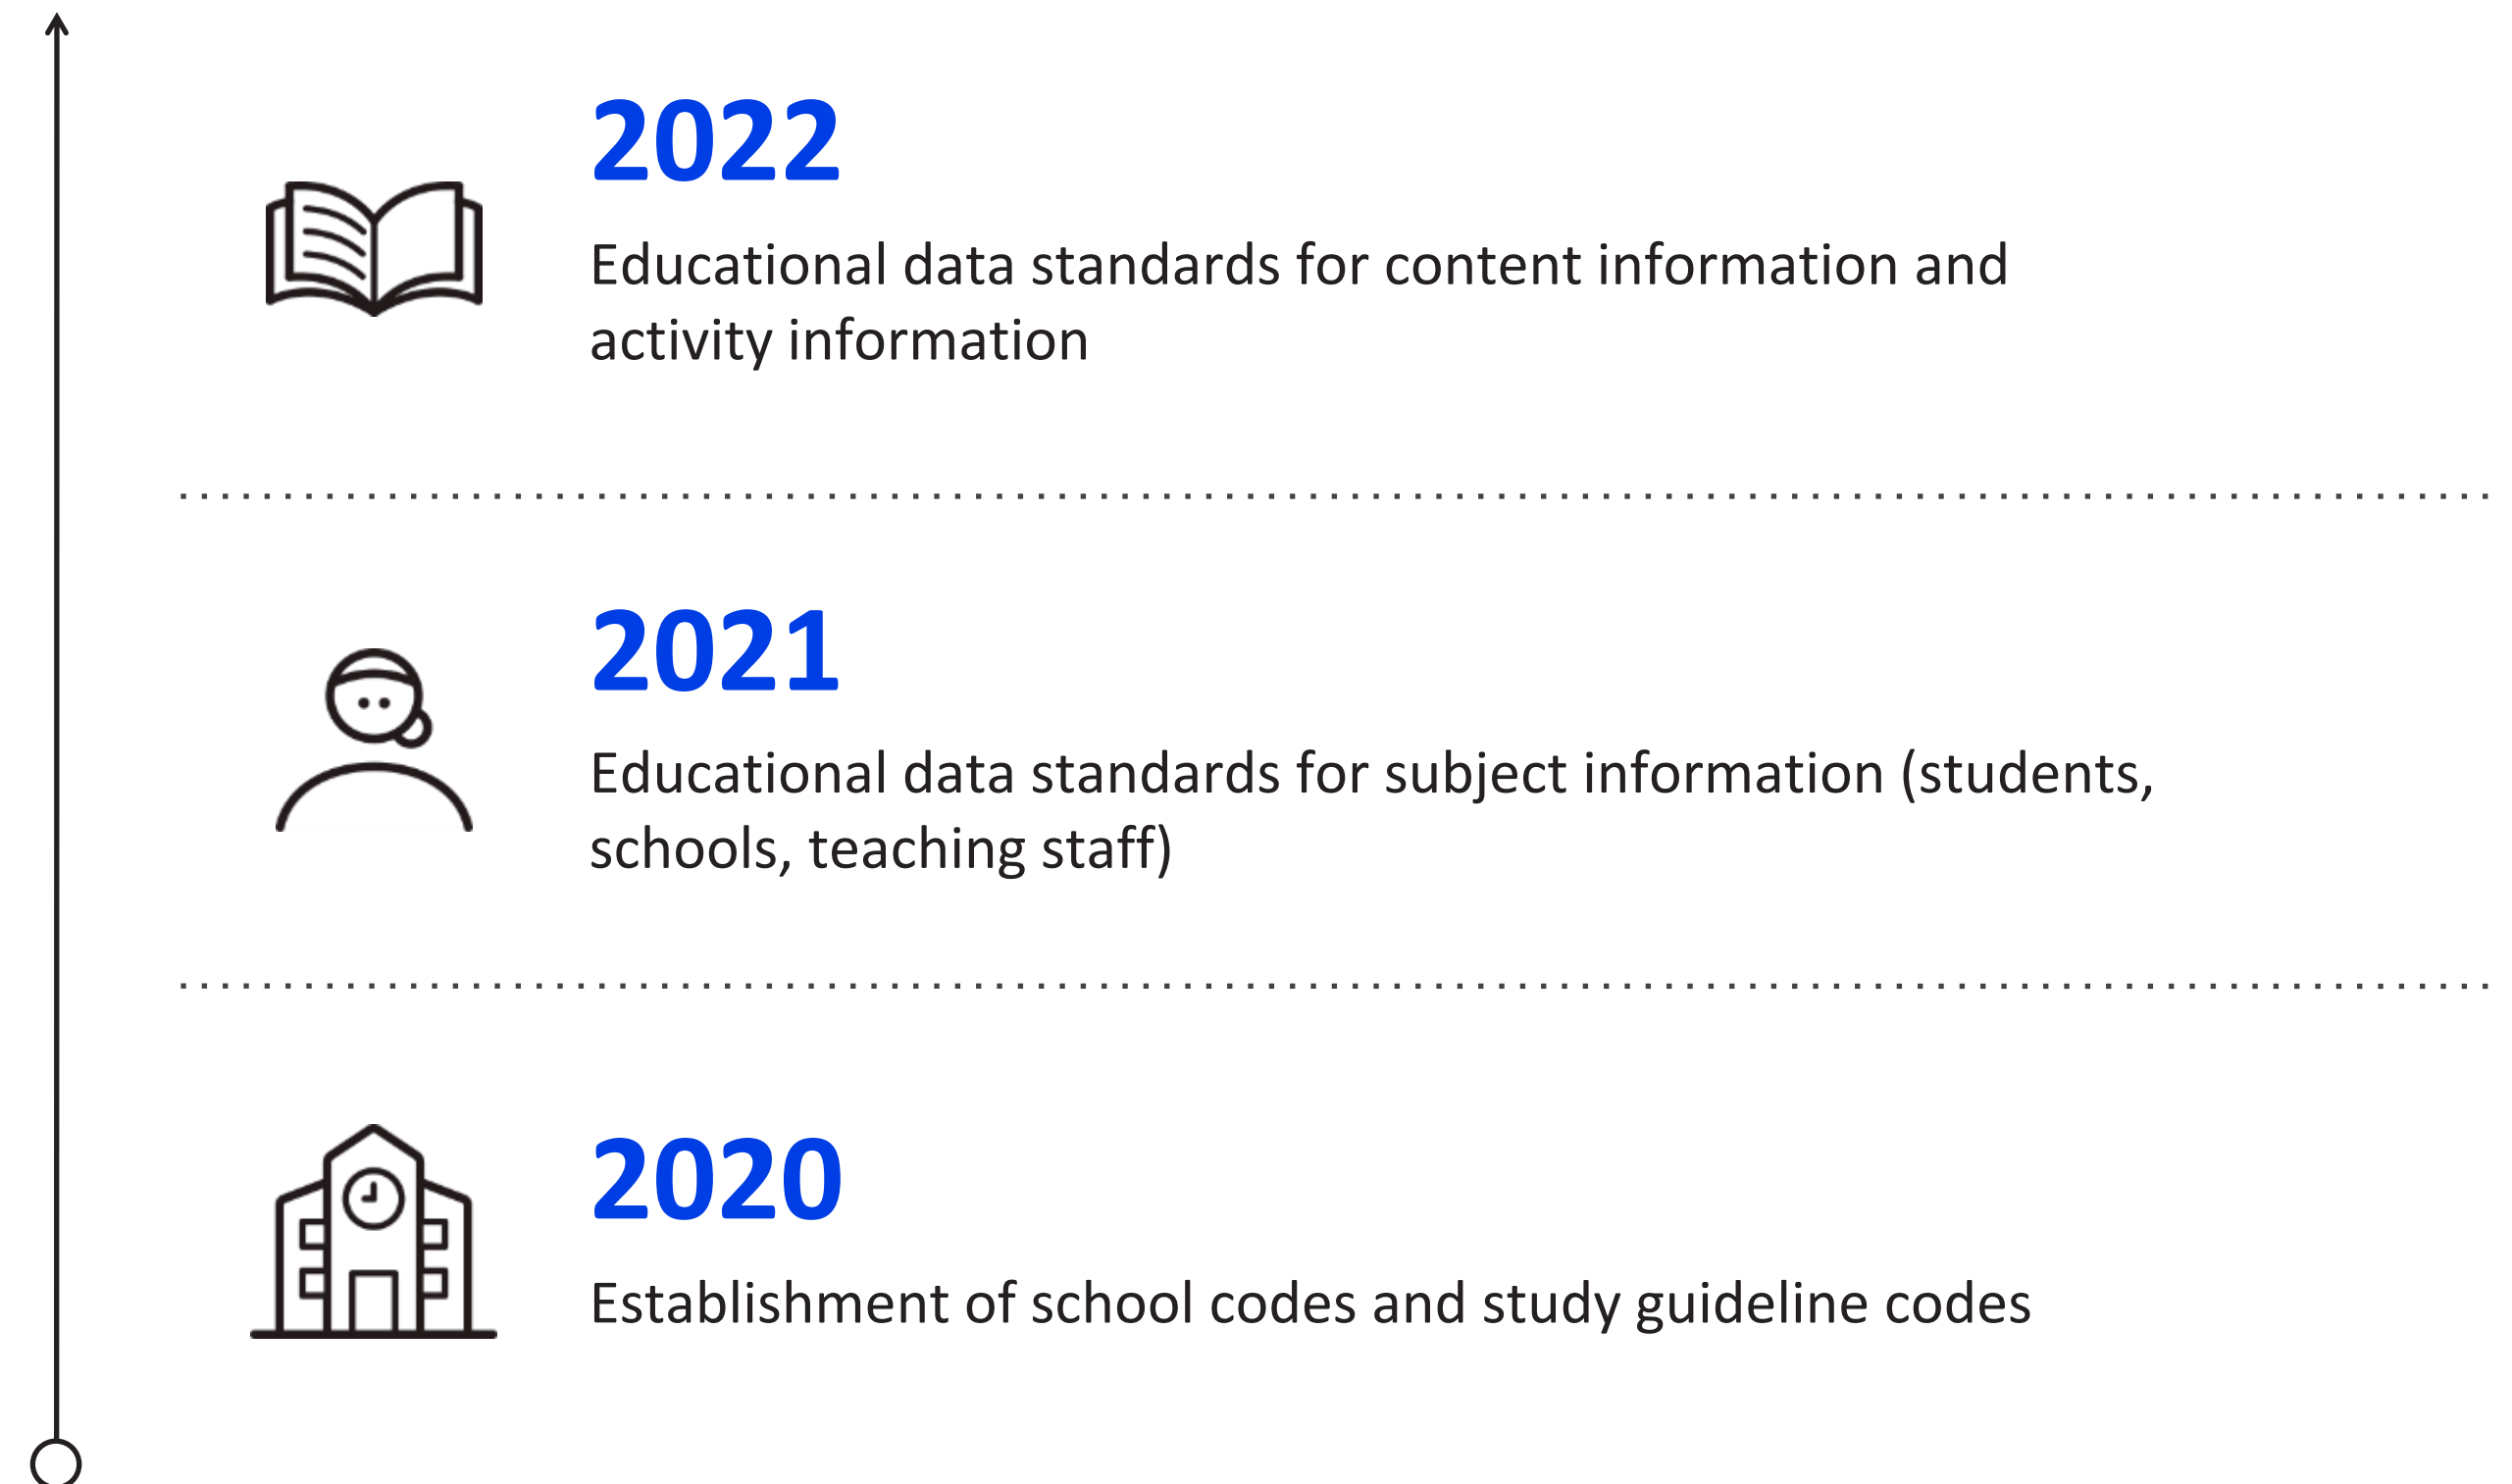 2022
Educational data standards for content information and
activity information
2021
Educational data standards for subject information (students,
schools, teaching staff)
2020
Establishment of school codes and study guideline codes